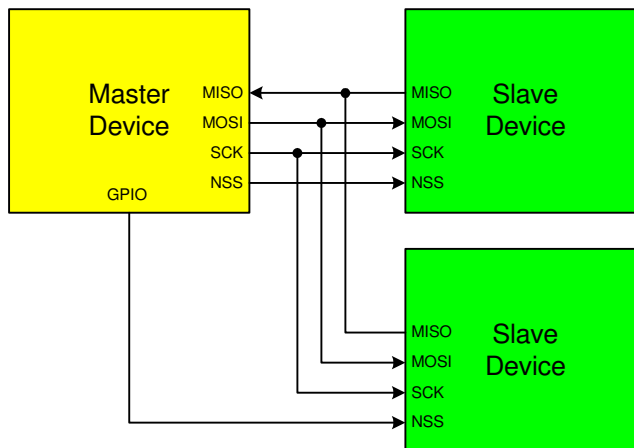 Master
Device
MISO
MOSI
SCK
NSS
GPIO
MISO
MOSI
SCK
NSS
Slave
Device
MISO
MOSI
SCK
NSS
Slave
Device